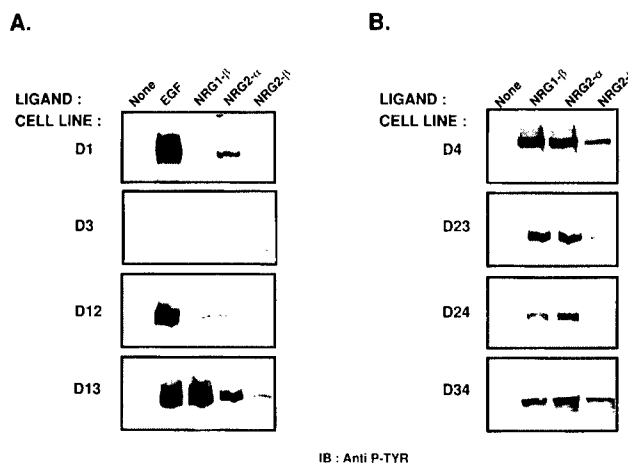 A.
LIGAND :
None EGF NRG1-β NRG2-α NRG2-β
CELL LINE :
D1
D3
D12
D13
B.
LIGAND :
None NRG1-β NRG2-α
CELL LINE :
D4
D23
D24
D34
IB : Anti P-TYR